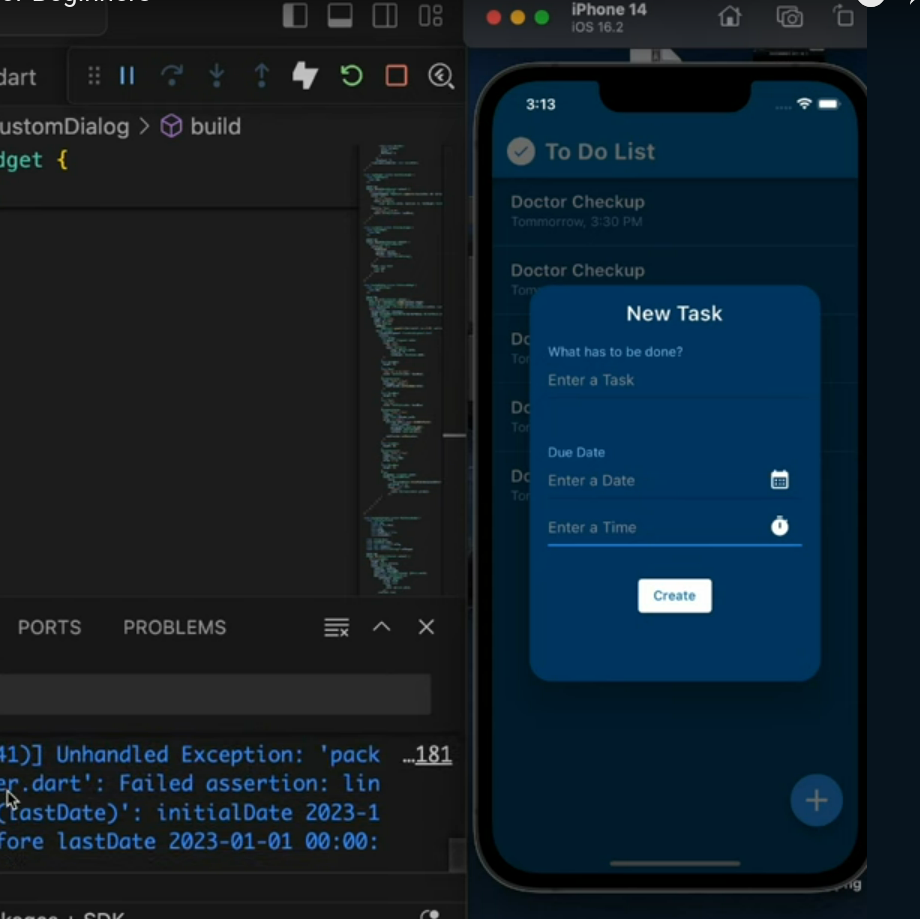 Beginners
iPhone 14
iOS 16.2
dart
ustomDialog > build
dget {
3:13
To Do List
Doctor Checkup
Tommorrow, 3:30 PM
Doctor Checkup
Tom
Do
Tor
Do
Tor
Do
Tor
New Task
What has to be done?
Enter a Task
Due Date
Enter a Date
Enter a Time
Create
PORTS
PROBLEMS
41)] Unhandled Exception: 'pack
…181
er.dart': Failed assertion: lin
(lastDate)': initialDate 2023-1
fore lastDate 2023-01-01 00:00: